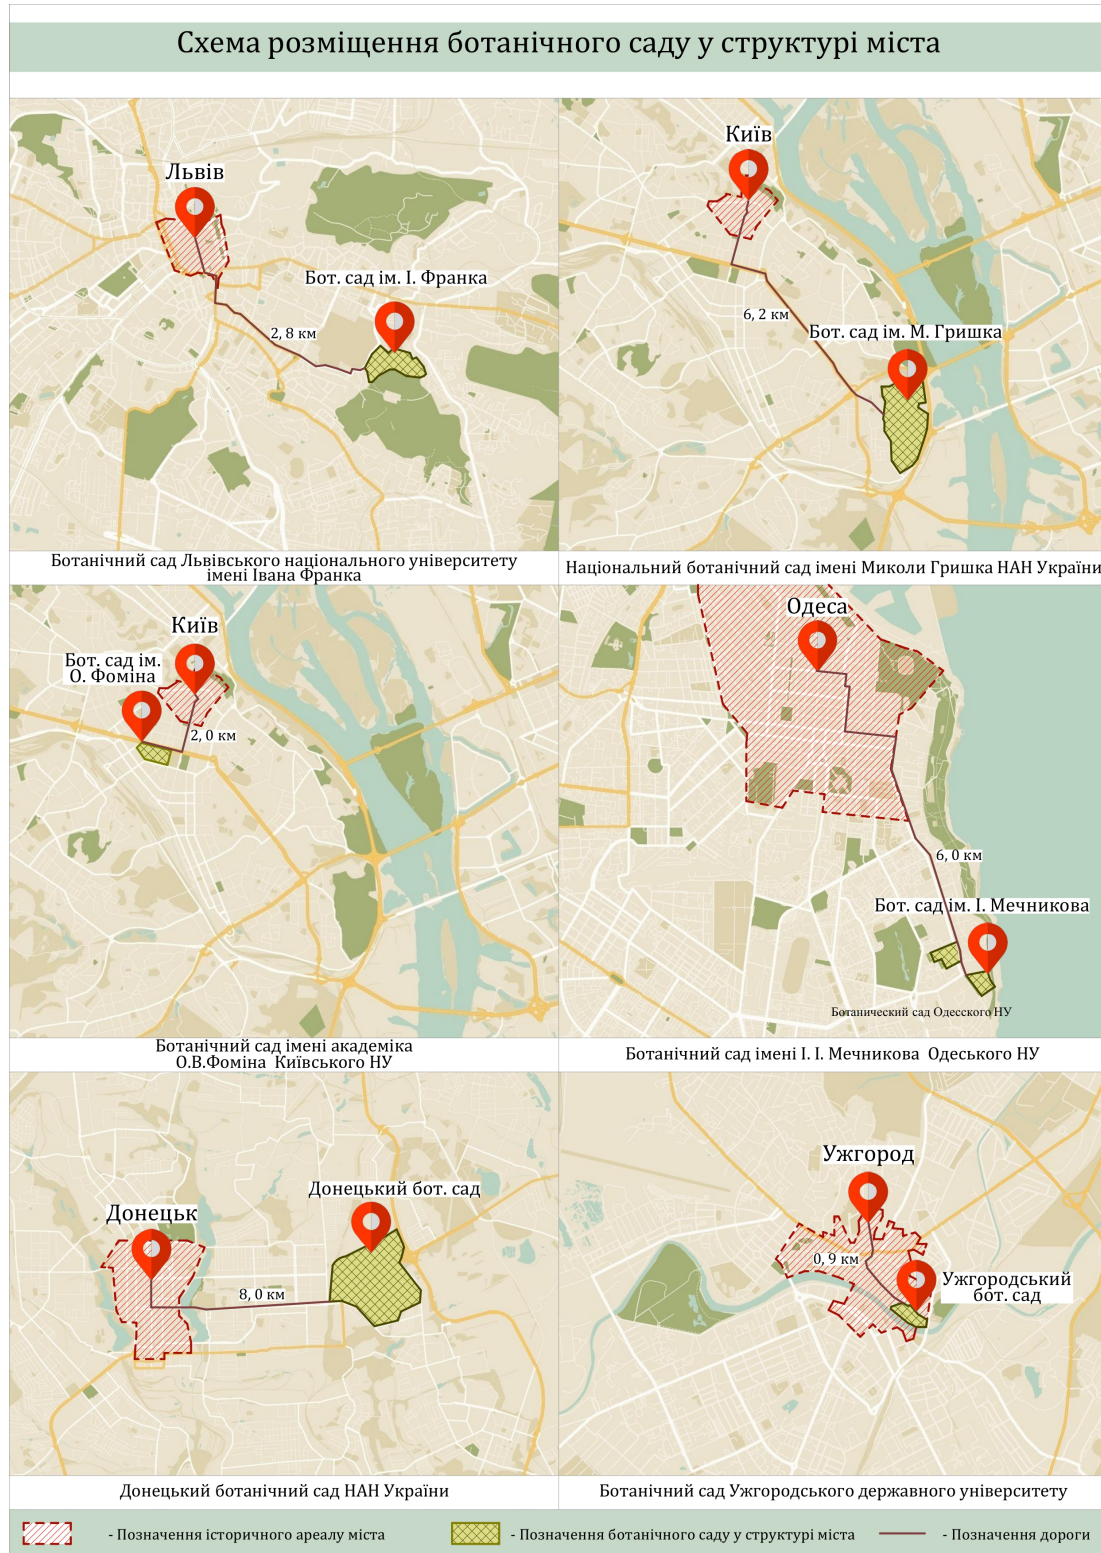 Схема розміщення ботанічного саду у структурі міста
Львів
Бот. сад ім. І. Франка
2, 8 км
Ботанічний сад Львівського національного університету
імені Івана Франка
Київ
6, 2 км
Бот. сад ім. М. Гришка
Національний ботанічний сад імені Миколи Гришка НАН України
Київ
Бот. сад ім.
О. Фоміна
2, 0 км
Ботанічний сад імені академіка
О.В.Фоміна Київського НУ
Одеса
6, 0 км
Бот. сад ім. І. Мечникова
Ботанический сад Одесского НУ
Ботанічний сад імені І. І. Мечникова Одеського НУ
Донецький бот. сад
Донецьк
8, 0 км
Донецький ботанічний сад НАН України
Ужгород
0, 9 км
Ужгородський
бот. сад
Ботанічний сад Ужгородського державного університету
- Позначення історичного ареалу міста
- Позначення ботанічного саду у структурі міста
- Позначення дороги